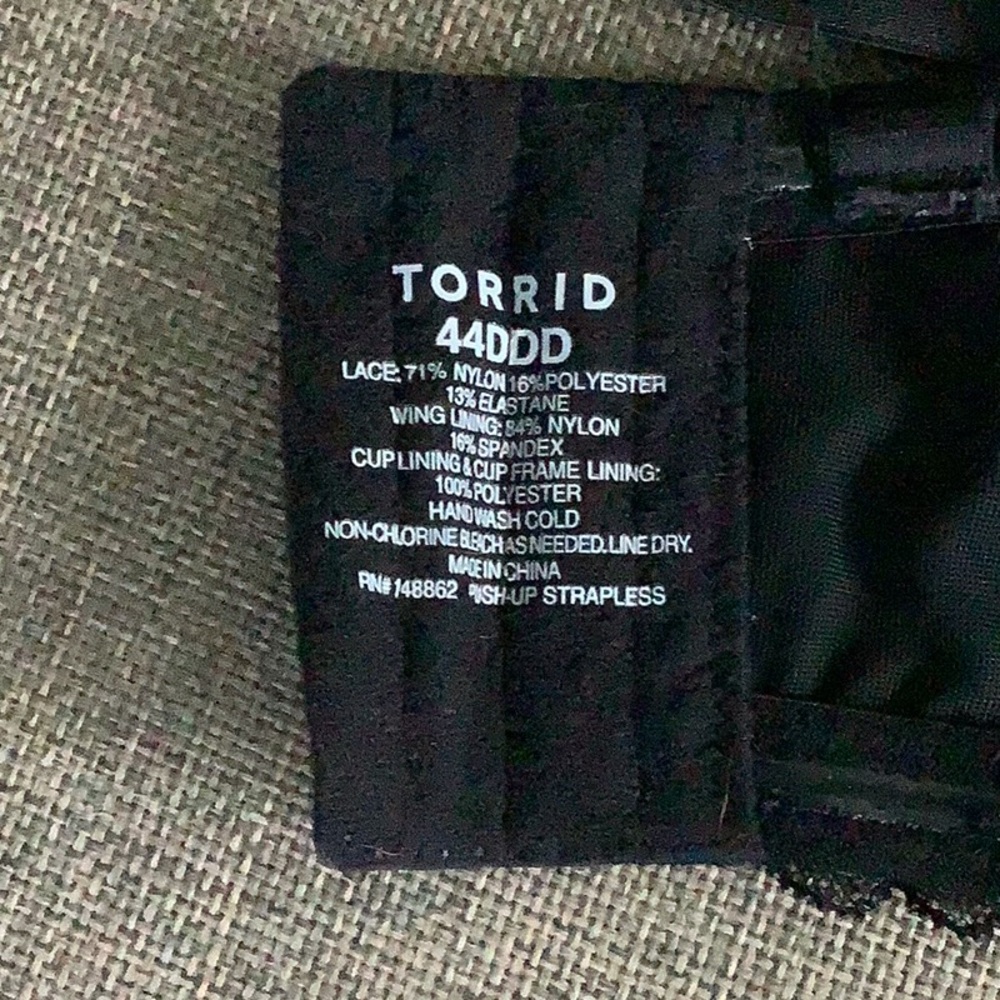 TORRID
44DDD
LACE: 71% NYLON 16% POLYESTER
13% ELASTANE
WING LINING: 84% NYLON
16% SPANDEX
CUP LINING & CUP FRAME LINING:
100% POLYESTER
HAND WASH COLD
NON-CHLORINE BLEACH AS NEEDED. LINE DRY.
MADE IN CHINA
RN# 148862 PUSH-UP STRAPLESS